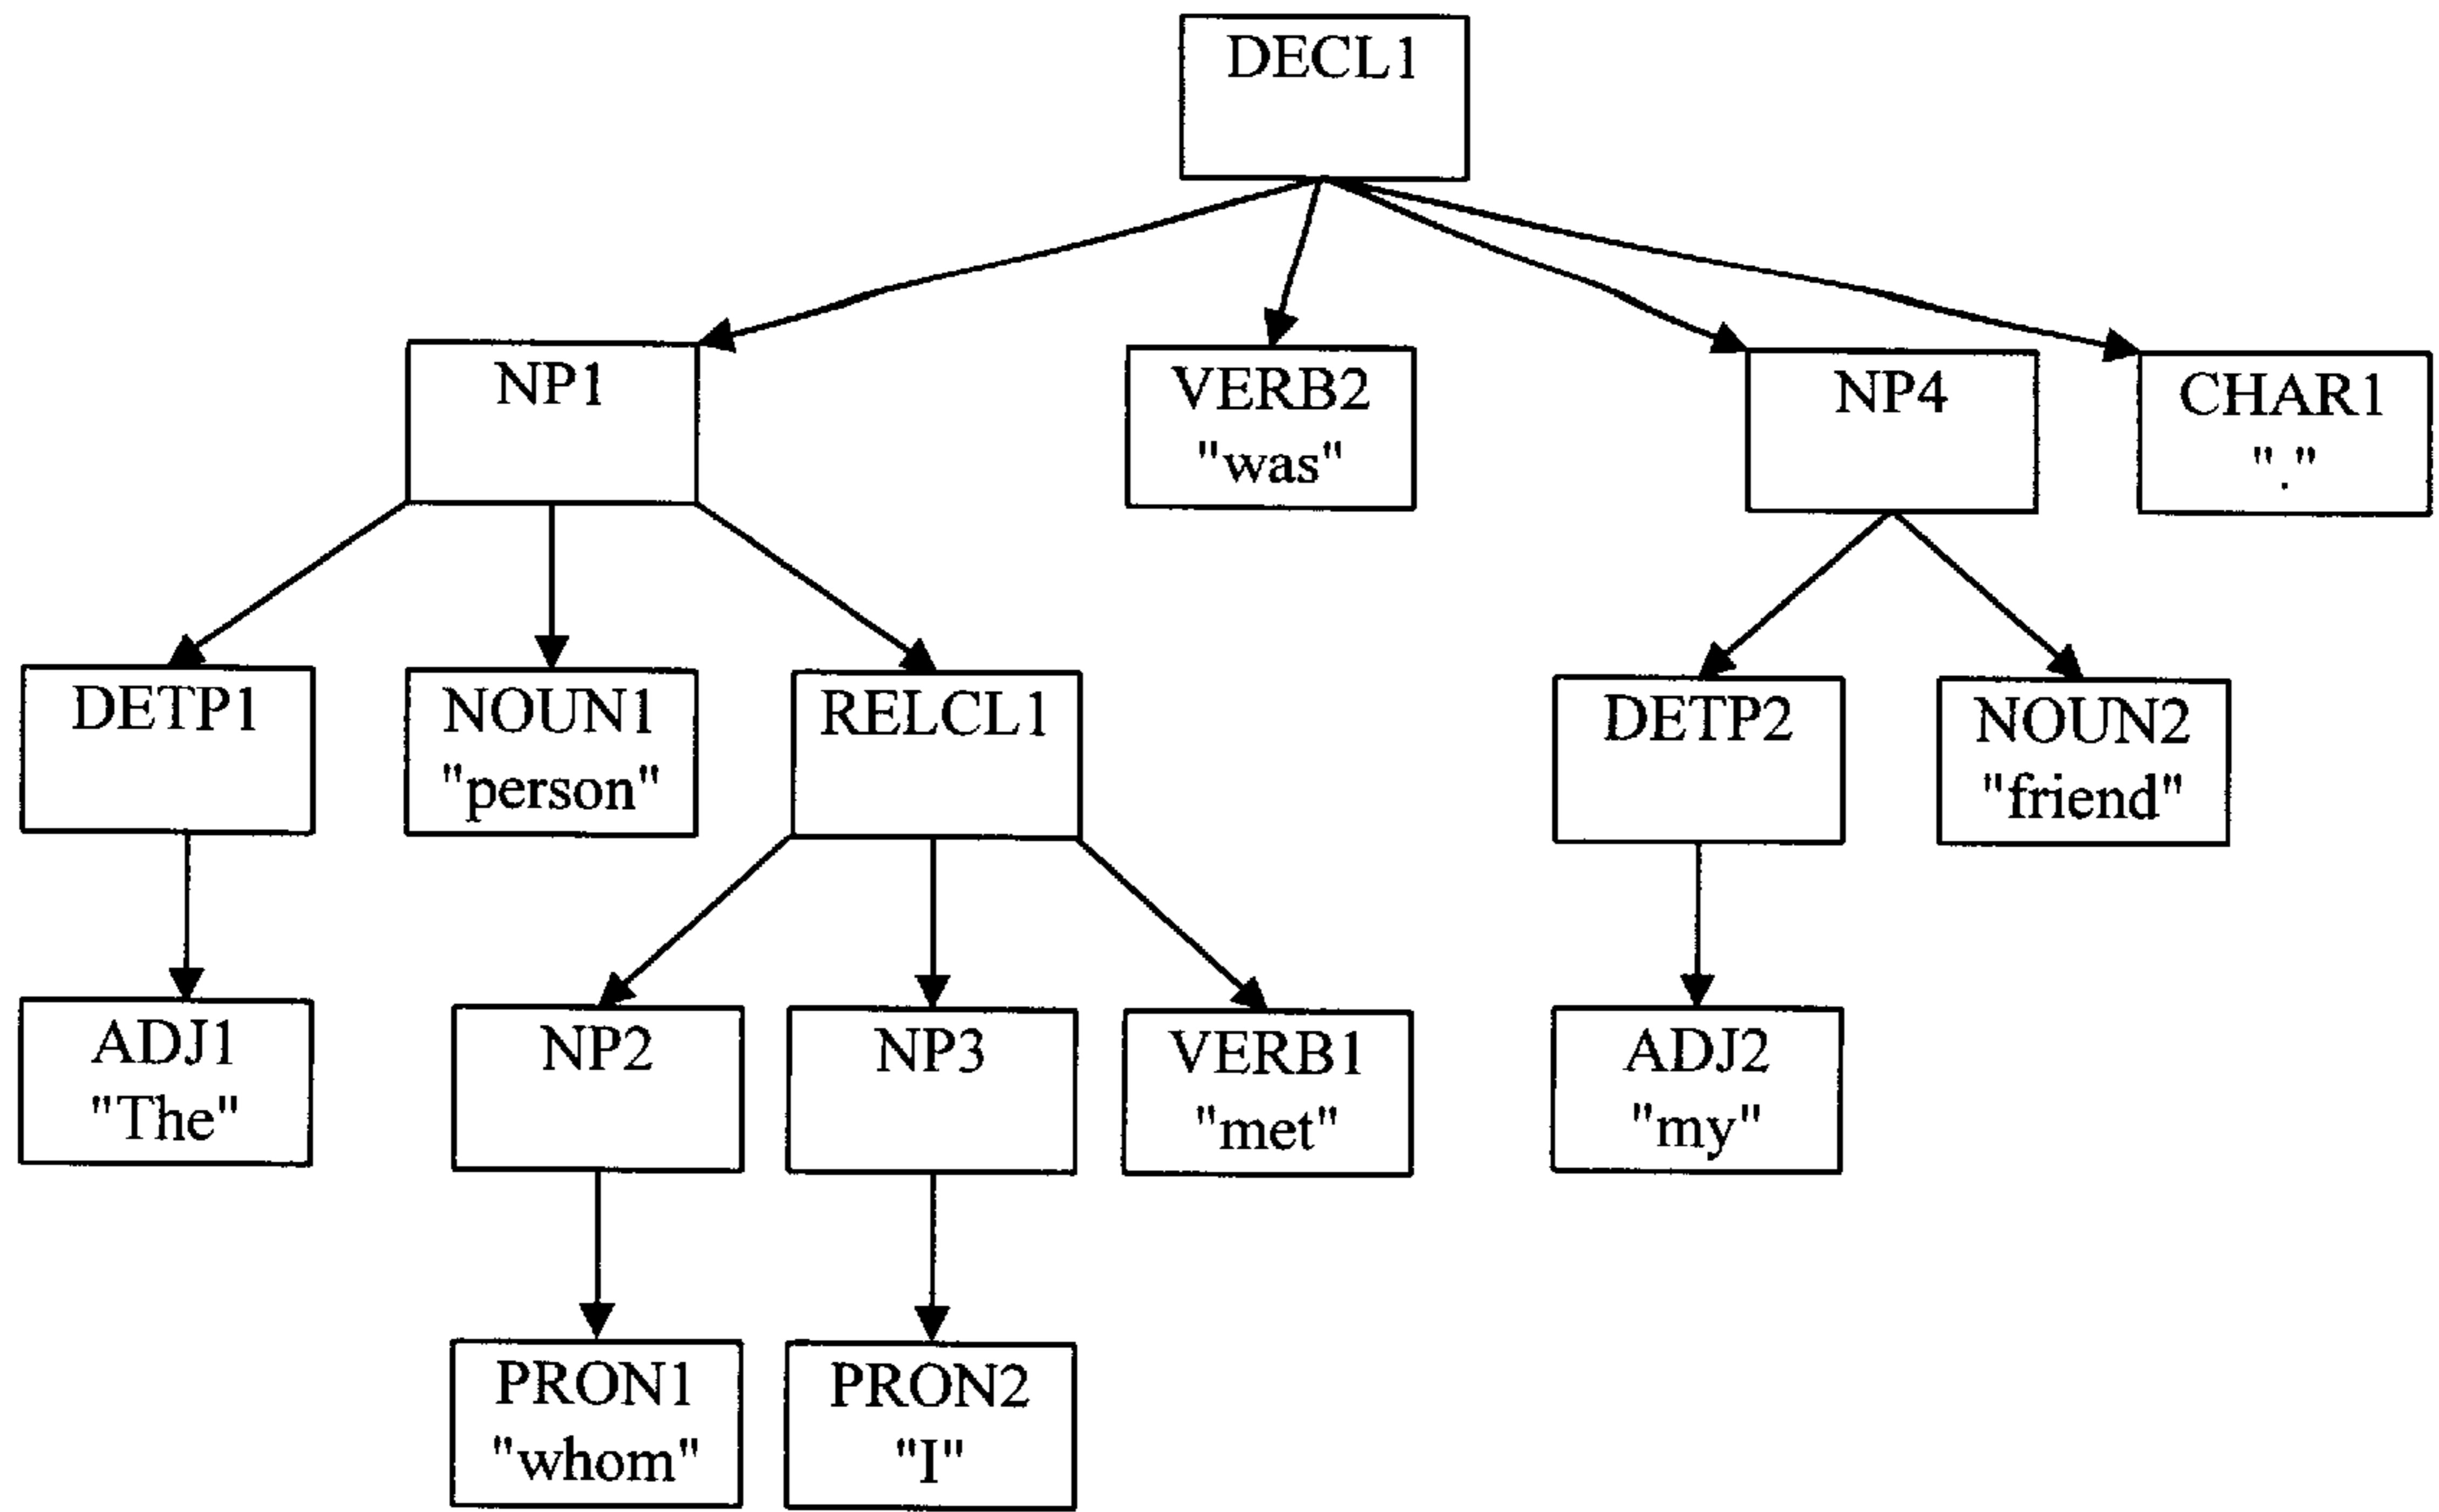 DECL1
NP1
VERB2
"was"
NP4
CHAR1
"."
DETP1
NOUN1
"person"
RELCL1
DETP2
NOUN2
"friend"
ADJ1
"The"
NP2
NP3
VERB1
"met"
ADJ2
"my"
PRON1
"whom"
PRON2
"I"